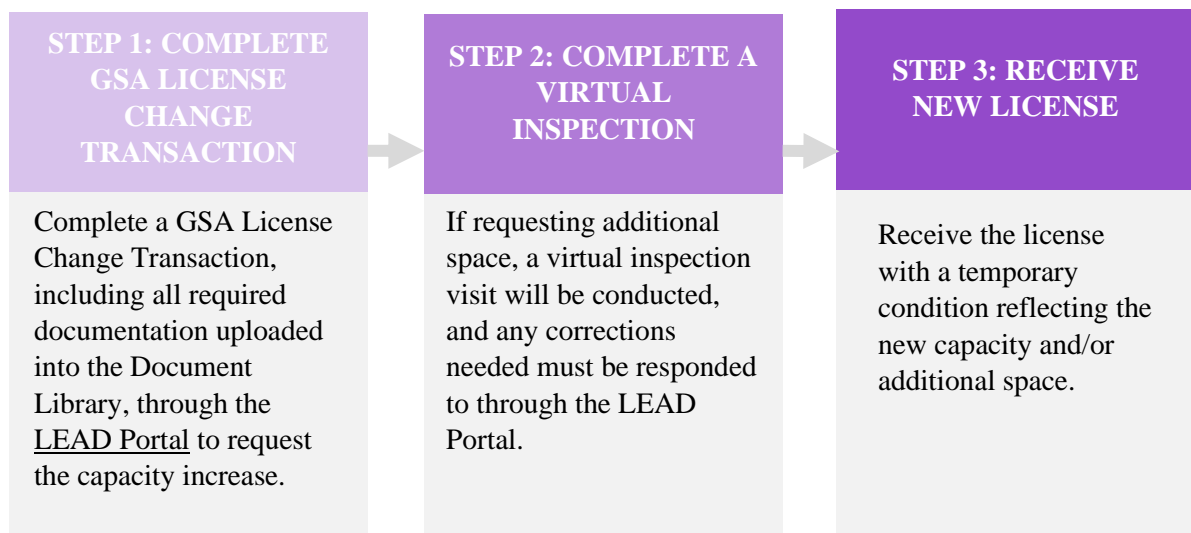 STEP 1: COMPLETE
GSA LICENSE
CHANGE
TRANSACTION
Complete a GSA License
Change Transaction,
including all required
documentation uploaded
into the Document
Library, through the
LEAD Portal to request
the capacity increase.
STEP 2: COMPLETE A
VIRTUAL
INSPECTION
If requesting additional
space, a virtual inspection
visit will be conducted,
and any corrections
needed must be responded
to through the LEAD
Portal.
STEP 3: RECEIVE
NEW LICENSE
Receive the license
with a temporary
condition reflecting the
new capacity and/or
additional space.